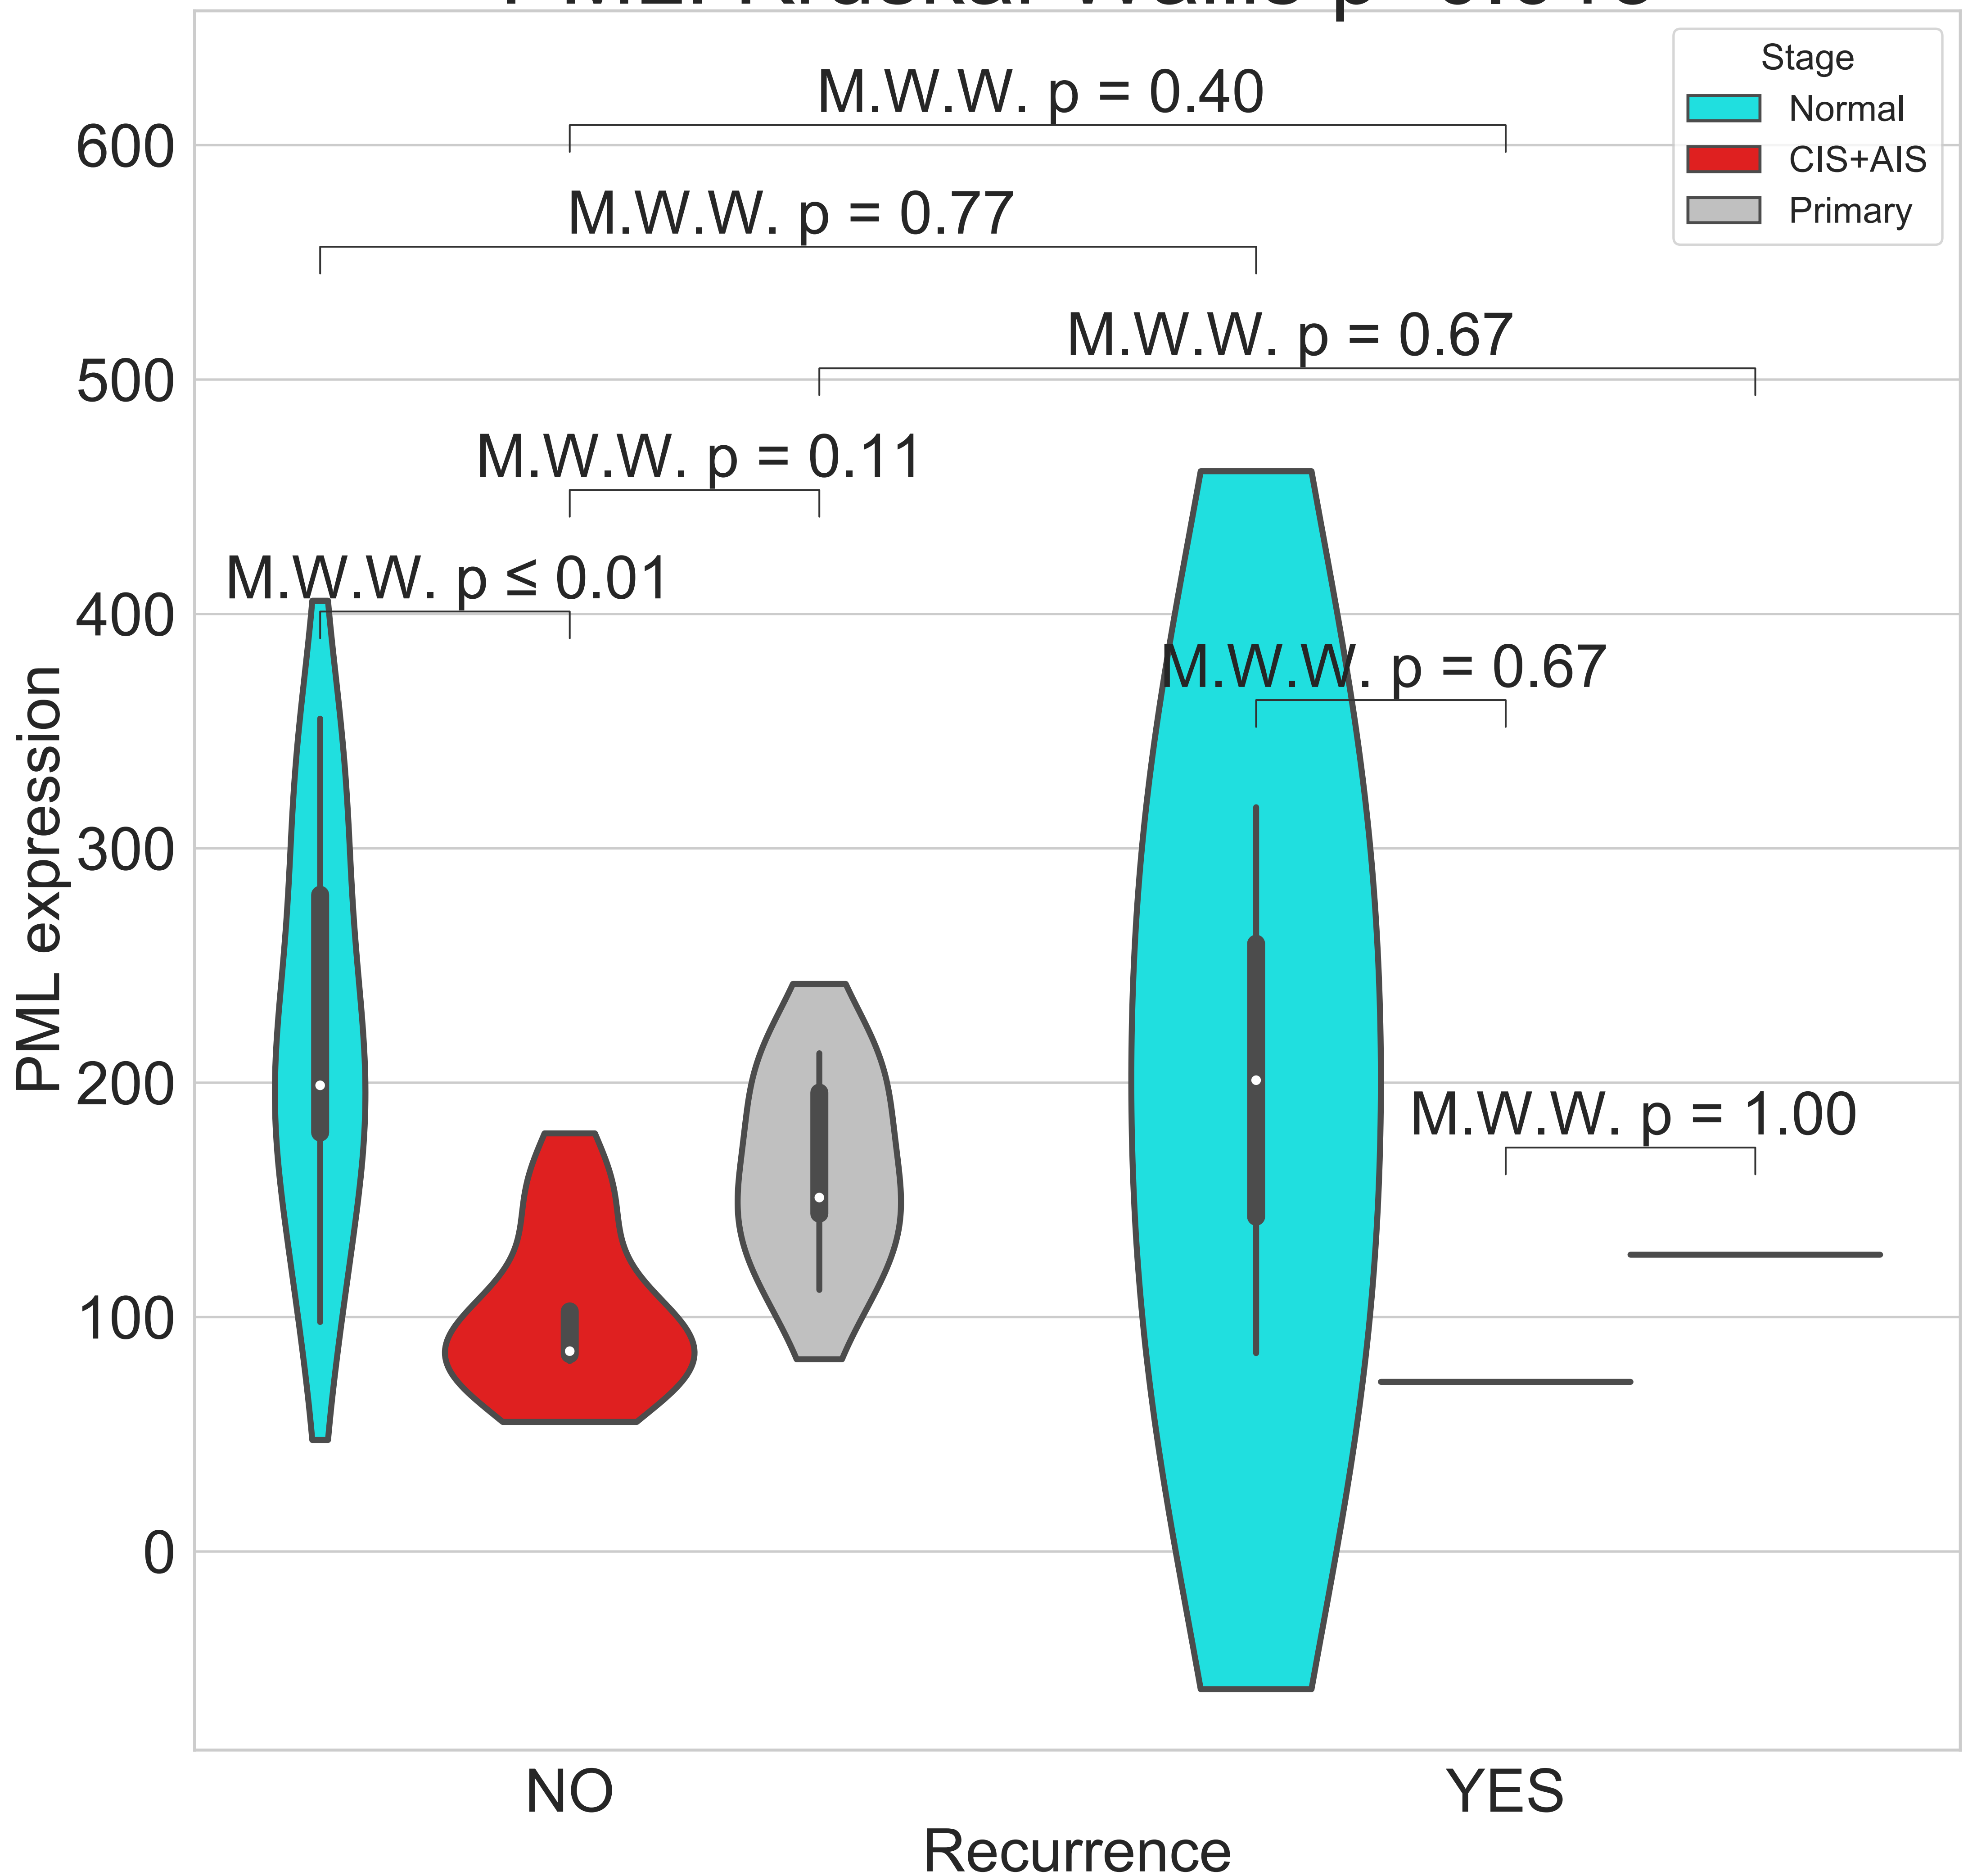 M.W.W. p = 0.40
Stage
Normal
CIS+AIS
Primary
M.W.W. p = 0.77
M.W.W. p = 0.67
M.W.W. p = 0.11
M.W.W. p ≤ 0.01
M.W.W. p = 0.67
M.W.W. p = 1.00
600
500
400
300
200
100
0
PML expression
NO
YES
Recurrence